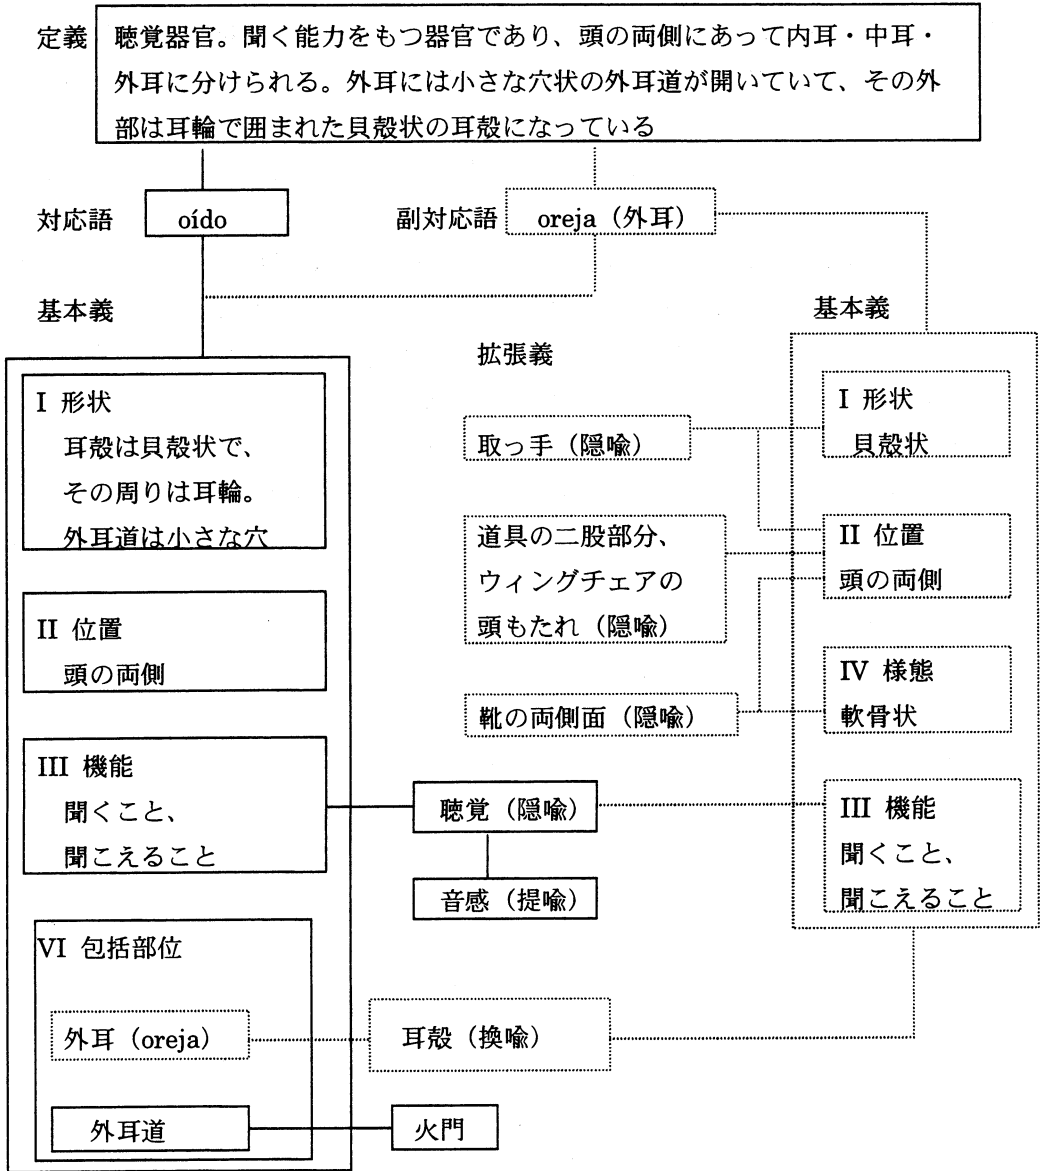 定義
聴覚器官。聞く能力をもつ器官であり、頭の両側にあって内耳・中耳・
外耳に分けられる。外耳には小さな穴状の外耳道が開いていて、その外
部は耳輪で囲まれた貝殻状の耳殻になっている
対応語
oído
副対応語
oreja（外耳）
基本義
I 形状
耳殻は貝殻状で、
その周りは耳輪。
外耳道は小さな穴
II 位置
頭の両側
III 機能
聞くこと、
聞こえること
VI 包括部位
外耳（oreja）
外耳道
拡張義
取っ手（隠喩）
道具の二股部分、
ウィングチェアの
頭もたれ（隠喩）
靴の両側面（隠喩）
聴覚（隠喩）
音感（提喩）
耳殻（換喩）
火門
基本義
I 形状
貝殻状
II 位置
頭の両側
IV 様態
軟骨状
III 機能
聞くこと、
聞こえること